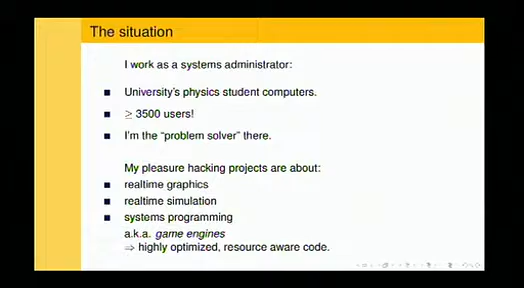 The situation
I work as a systems administrator:
University's physics student computers.
≥ 3500 users!
I'm the “problem solver” there.
My pleasure hacking projects are about:
realtime graphics
realtime simulation
systems programming
a.k.a. game engines
⇒ highly optimized, resource aware code.